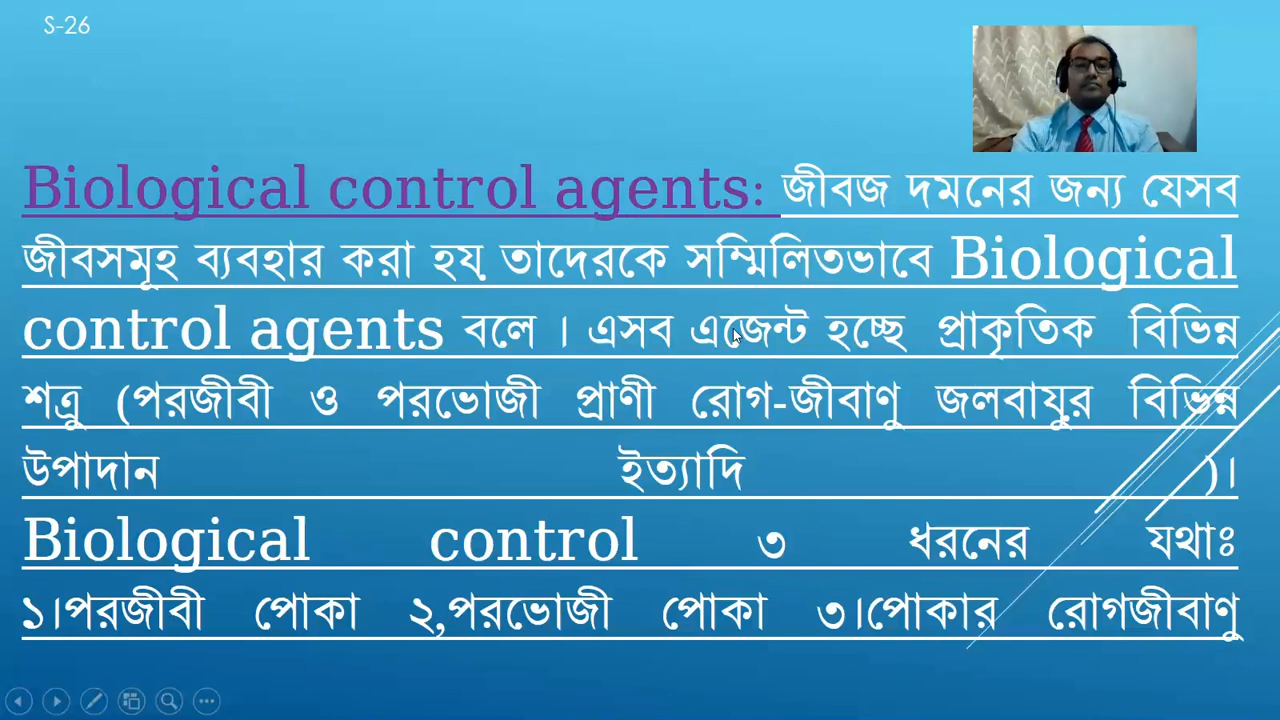 S-26
Biological control agents: জীবজ দমনের জন্য যেসব
জীবসমূহ ব্যবহার করা হয় তাদেরকে সম্মিলিতভাবে Biological
control agents বলে । এসব এজেন্ট হচ্ছে প্রাকৃতিক বিভিন্ন
শত্রু (পরজীবী ও পরভোজী প্রাণী রোগ-জীবাণু জলবায়ুর বিভিন্ন
উপাদান ইত্যাদি )।
Biological control ৩ ধরনের যথাঃ
১।পরজীবী পোকা ২,পরভোজী পোকা ৩।পোকার রোগজীবাণু